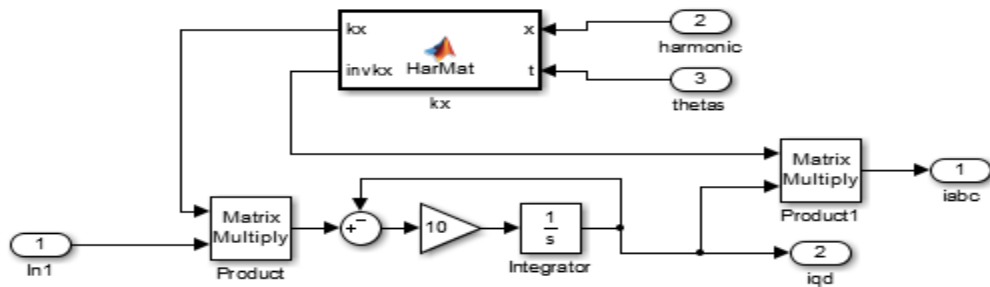 kx
x
2
harmonic
HarMat
invkx
t
3
thetas
kx
Matrix
Multiply
Product1
1
iabc
Matrix
Multiply
Product
1
In1
+
−
10
1
s
Integrator
2
iqd